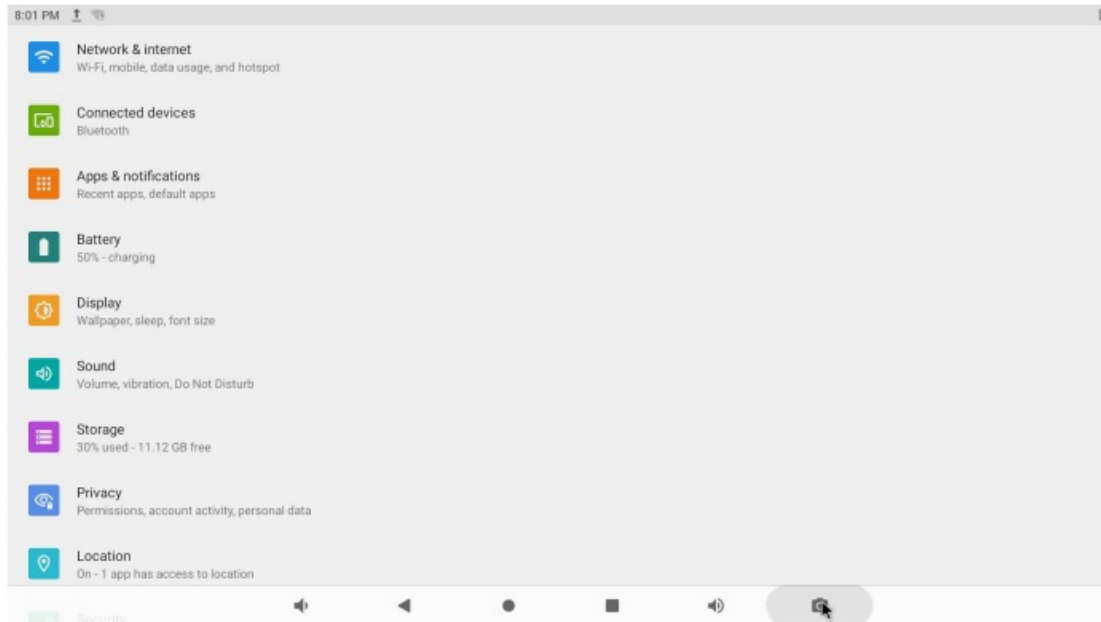 8:01 PM
Network & internet
Wi-Fi, mobile, data usage, and hotspot
Connected devices
Bluetooth
Apps & notifications
Recent apps, default apps
Battery
50% - charging
Display
Wallpaper, sleep, font size
Sound
Volume, vibration, Do Not Disturb
Storage
30% used - 11.12 GB free
Privacy
Permissions, account activity, personal data
Location
On - 1 app has access to location
Security